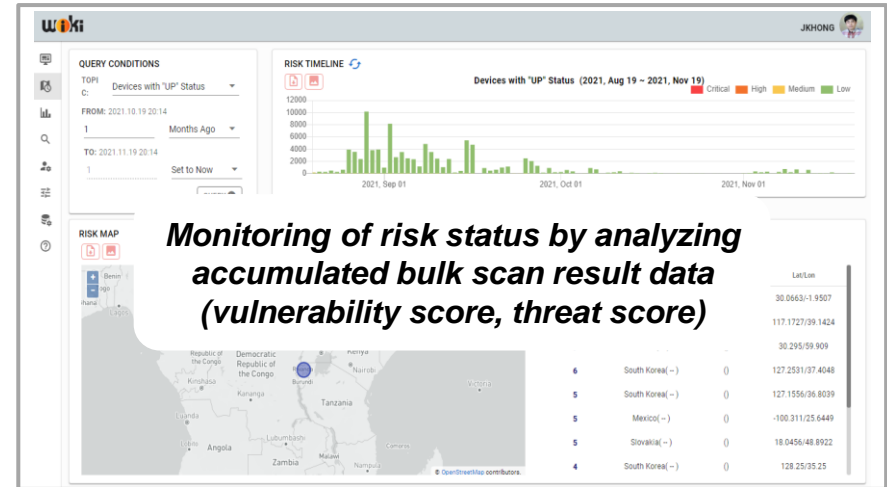 wiki
JKHONG
QUERY CONDITIONS
TOPI
C:
Devices with "UP" Status
FROM: 2021.10.19 20:14
1
Months Ago
TO: 2021.11.19 20:14
1
Set to Now
RISK TIMELINE
Devices with "UP" Status (2021, Aug 19 ~ 2021, Nov 19)
Critical High Medium Low
12000
10000
8000
6000
4000
2000
0
2021, Sep 01
2021, Oct 01
2021, Nov 01
RISK MAP
Monitoring of risk status by analyzing
accumulated bulk scan result data
(vulnerability score, threat score)
+
-
Benin
Lagos
Republic of
the Congo
Democratic
Republic of
the Congo
Kenya
Nairobi
Rwanda
Burundi
Kinshasa
Kananga
Tanzania
Victoria
Luanda
Lubumbashi
Comoros
Angola
Malawi
Zambia
Nampula
© OpenStreetMap contributors.
Lat/Lon
30.0663/-1.9507
117.1727/39.1424
30.295/59.909
6 South Korea( -- ) () 127.2531/37.4048
5 South Korea( -- ) () 127.1556/36.8039
5 Mexico( -- ) () -100.311/25.6449
5 Slovakia( -- ) () 18.0456/48.8922
4 South Korea( -- ) () 128.25/35.25